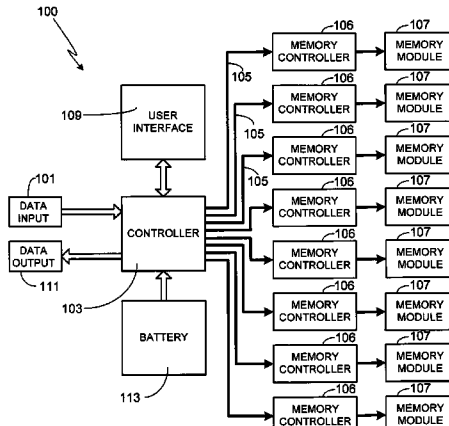 100
109
USER
INTERFACE
101
DATA
INPUT
DATA
OUTPUT
111
CONTROLLER
103
BATTERY
113
105
105
105
106
MEMORY
CONTROLLER
107
MEMORY
MODULE
106
MEMORY
CONTROLLER
107
MEMORY
MODULE
106
MEMORY
CONTROLLER
107
MEMORY
MODULE
106
MEMORY
CONTROLLER
107
MEMORY
MODULE
106
MEMORY
CONTROLLER
107
MEMORY
MODULE
106
MEMORY
CONTROLLER
107
MEMORY
MODULE
106
MEMORY
CONTROLLER
107
MEMORY
MODULE
106
MEMORY
CONTROLLER
107
MEMORY
MODULE